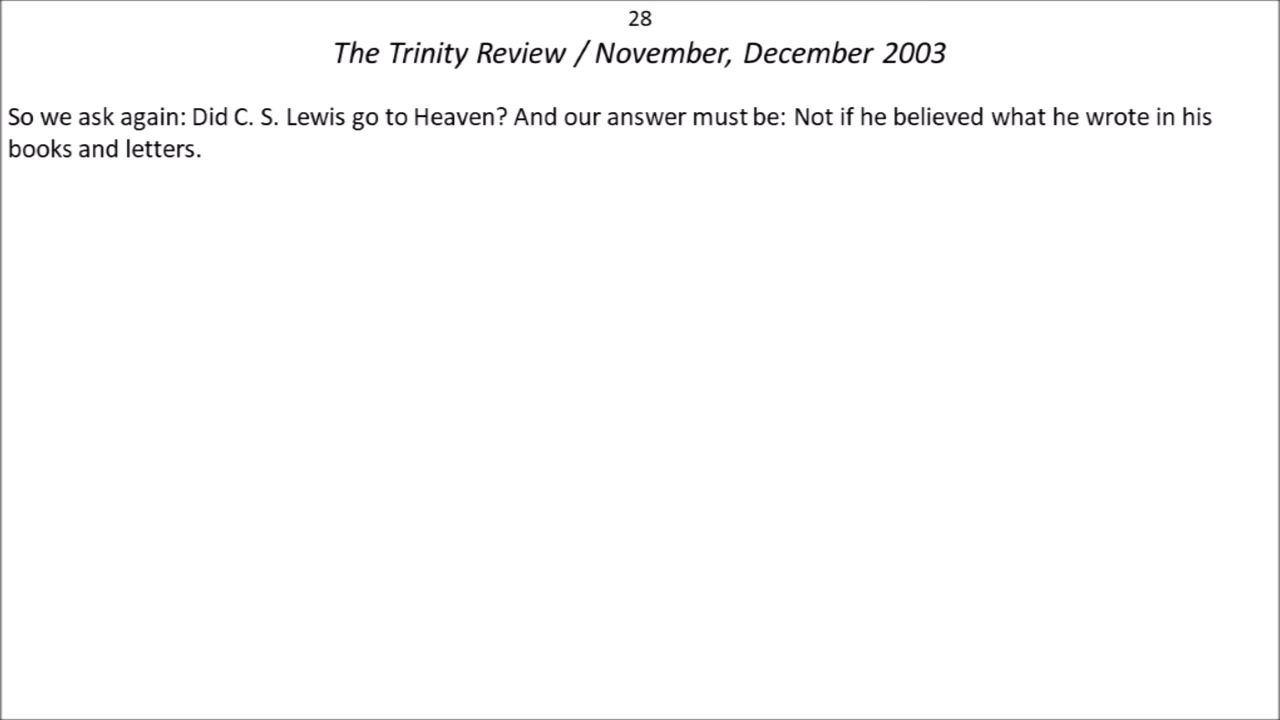 28
The Trinity Review / November, December 2003
So we ask again: Did C. S. Lewis go to Heaven? And our answer must be: Not if he believed what he wrote in his
books and letters.